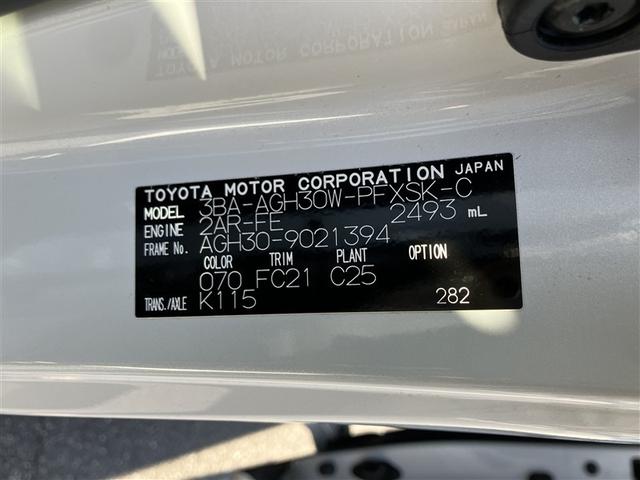 TOYOTA MOTOR CORPORATION JAPAN
MODEL 3BA-AGH30W-PFXSK-C
ENGINE 2AR-FE 2493 mL
FRAME No. AGH30-9021394
COLOR TRIM PLANT OPTION
070 FC21 C25
TRANS./AXLE K115 282